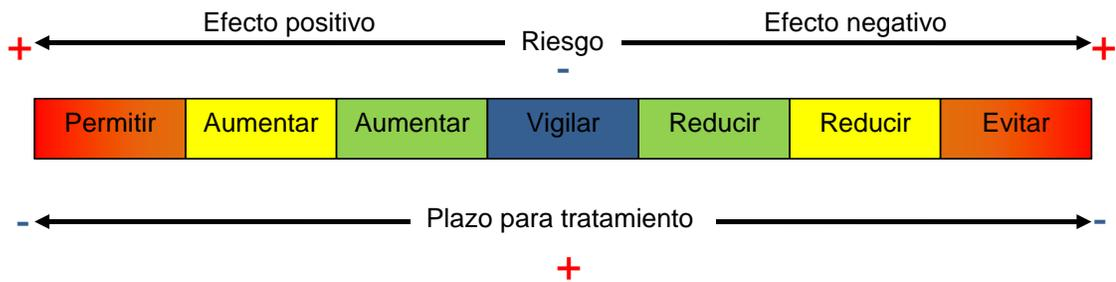 Efecto positivo Efecto negativo
+ Riesgo +
-
Permitir Aumentar Aumentar Vigilar Reducir Reducir Evitar
- Plazo para tratamiento -
+